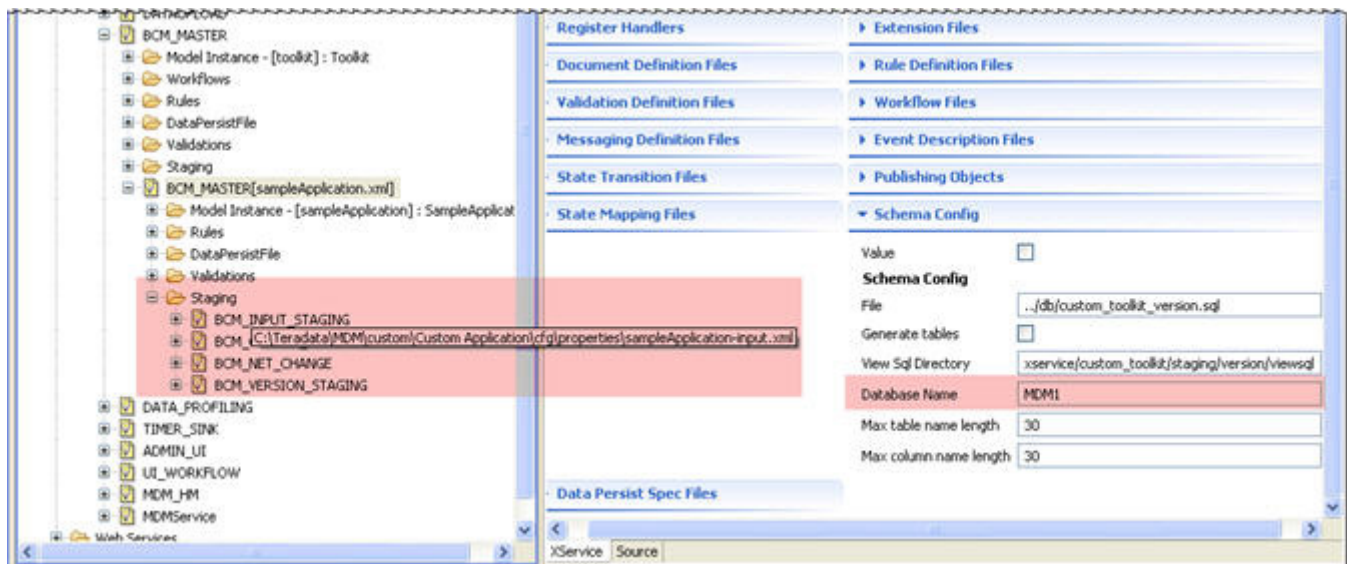 DATAUPLOAD
BCM_MASTER
Model Instance - [toolkit] : Toolkit
Workflows
Rules
DataPersistFile
Validations
Staging
BCM_MASTER[sampleApplication.xml]
Model Instance - [sampleApplication] : SampleApplicat
Rules
DataPersistFile
Validations
Staging
BCM_INPUT_STAGING
BCM_
C:\Teradata\MDM\custom\Custom Application\cfg\properties\sampleApplication-input.xml
BCM_NET_CHANGE
BCM_VERSION_STAGING
DATA_PROFILING
TIMER_SINK
ADMIN_UI
UI_WORKFLOW
MDM_HM
MDMService
Web Services
Register Handlers
Document Definition Files
Validation Definition Files
Messaging Definition Files
State Transition Files
State Mapping Files
Data Persist Spec Files
Extension Files
Rule Definition Files
Workflow Files
Event Description Files
Publishing Objects
Schema Config
Value
Schema Config
File ../db/custom_toolkit_version.sql
Generate tables
View Sql Directory xservice/custom_toolkit/staging/version/viewsql
Database Name MDM1
Max table name length 30
Max column name length 30
XService Source